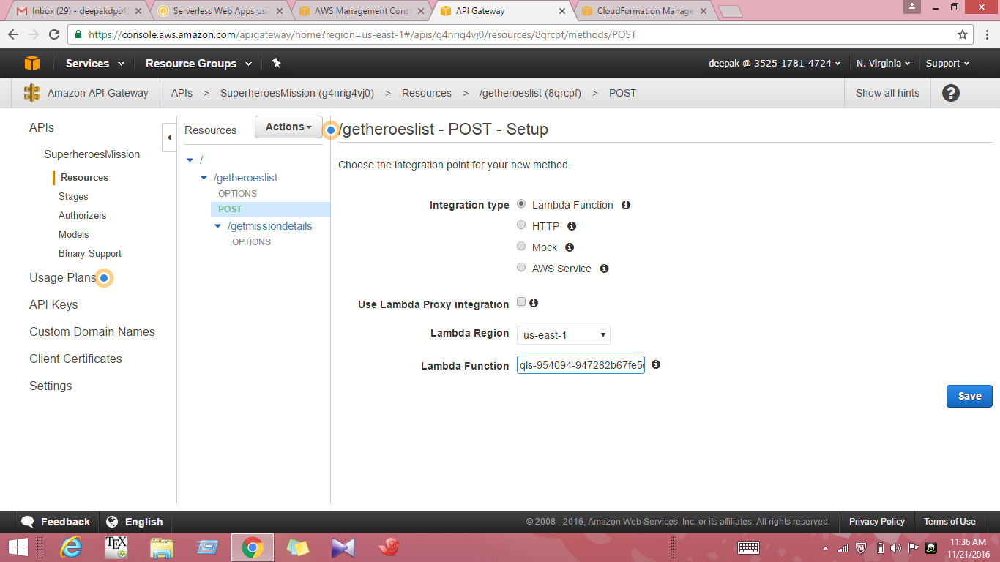 Inbox (29) - deepakdps4
Serverless Web Apps usin
AWS Management Cons
API Gateway
CloudFormation Manage
https://console.aws.amazon.com/apigateway/home?region=us-east-1#/apis/g4nrig4vj0/resources/8qrcpf/methods/POST
Services Resource Groups deepak @ 3525-1781-4724 N. Virginia Support
Amazon API Gateway APIs > SuperheroesMission (g4nrig4vj0) > Resources > /getheroeslist (8qrcpf) > POST Show all hints ?
APIs
SuperheroesMission
Resources
Stages
Authorizers
Models
Binary Support
Usage Plans
API Keys
Custom Domain Names
Client Certificates
Settings
Resources Actions
/
/getheroeslist
OPTIONS
POST
/getmissiondetails
OPTIONS
/getheroeslist - POST - Setup
Choose the integration point for your new method.
Integration type Lambda Function
HTTP
Mock
AWS Service
Use Lambda Proxy integration
Lambda Region us-east-1
Lambda Function qls-954094-947282b67fe5
Save
Feedback English © 2008 - 2016, Amazon Web Services, Inc. or its affiliates. All rights reserved. Privacy Policy Terms of Use
TEX
11:36 AM
11/21/2016